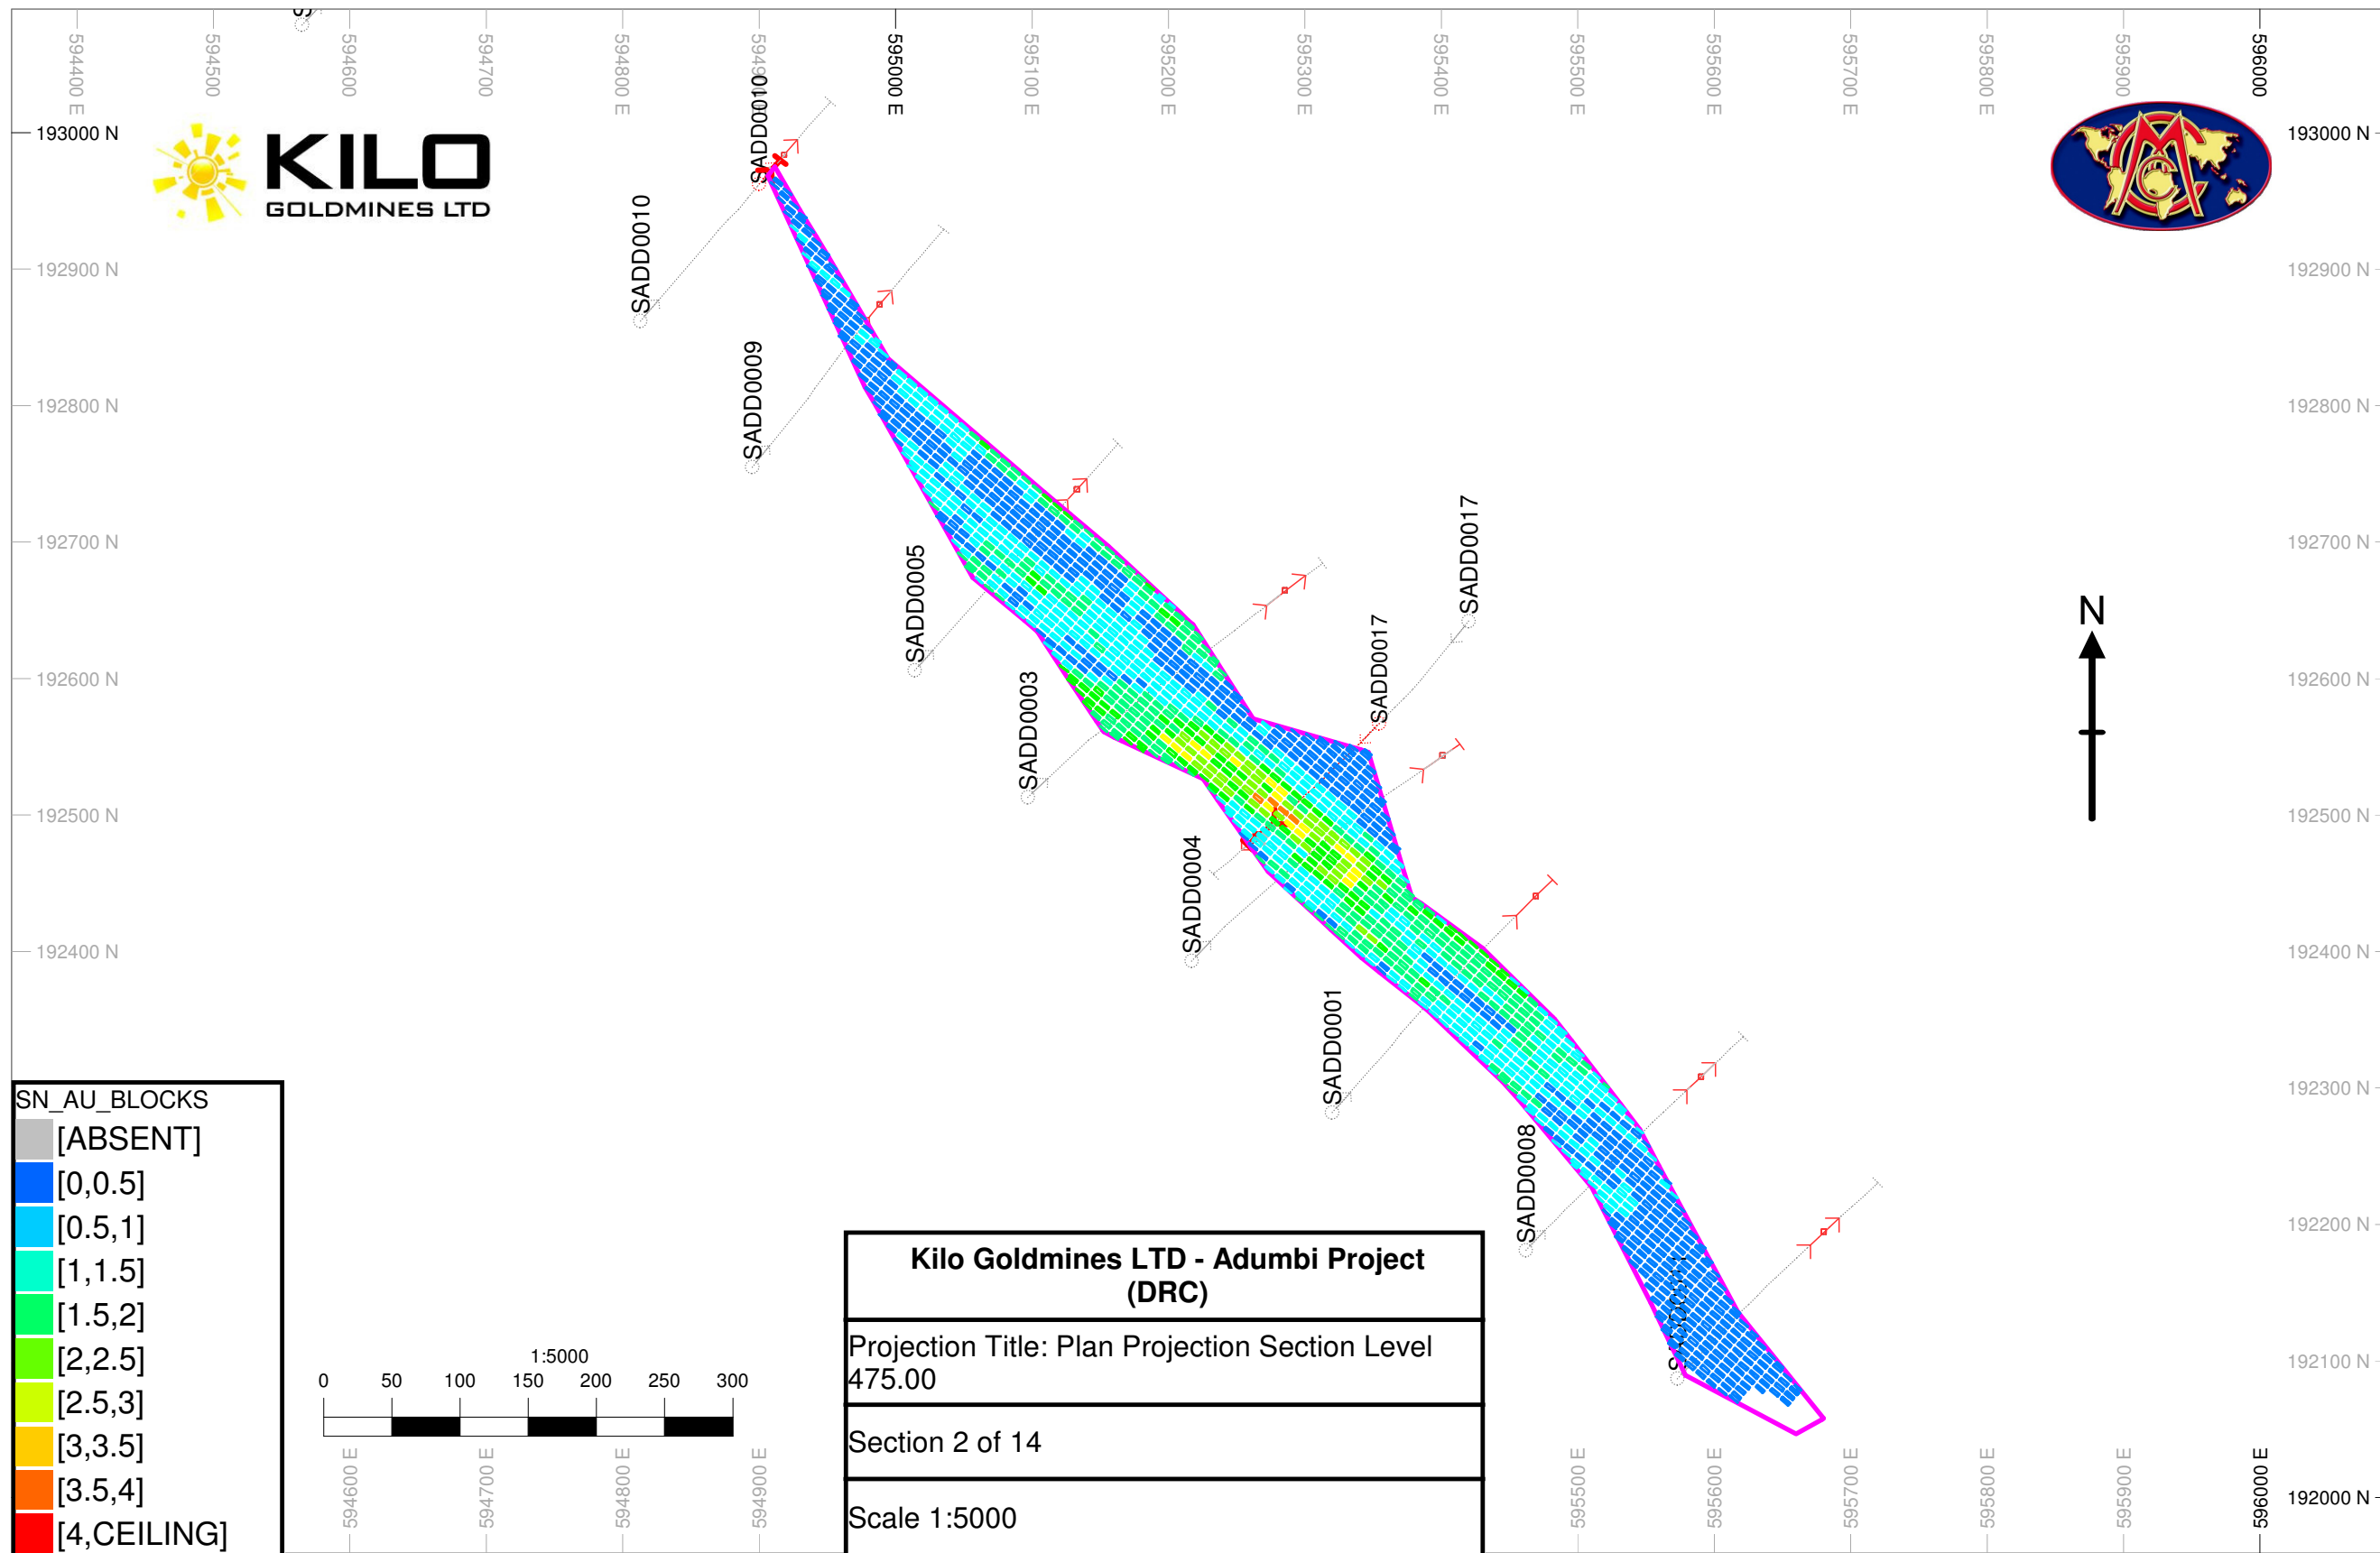 594400 E
594500 E
594600 E
594700 E
594800 E
594900 E
595000 E
595100 E
595200 E
595300 E
595400 E
595500 E
595600 E
595700 E
595800 E
595900 E
596000 E
193000 N
193000 N
KILO
GOLDMINES LTD
SADD0010
SADD0010
192900 N
192900 N
SADD0009
192800 N
192800 N
192700 N
192700 N
SADD0005
SADD0017
SADD0017
N
192600 N
192600 N
SADD0003
192500 N
192500 N
SADD0004
192400 N
192400 N
SADD0001
192300 N
SADD0008
192200 N
192100 N
192000 N
SN_AU_BLOCKS
[ABSENT]
[0,0.5]
[0.5,1]
[1,1.5]
[1.5,2]
[2,2.5]
[2.5,3]
[3,3.5]
[3.5,4]
[4,CEILING]
1:5000
0 50 100 150 200 250 300
Kilo Goldmines LTD - Adumbi Project
(DRC)
Projection Title: Plan Projection Section Level
475.00
Section 2 of 14
Scale 1:5000
594600 E
594700 E
594800 E
594900 E
595500 E
595600 E
595700 E
595800 E
595900 E
596000 E